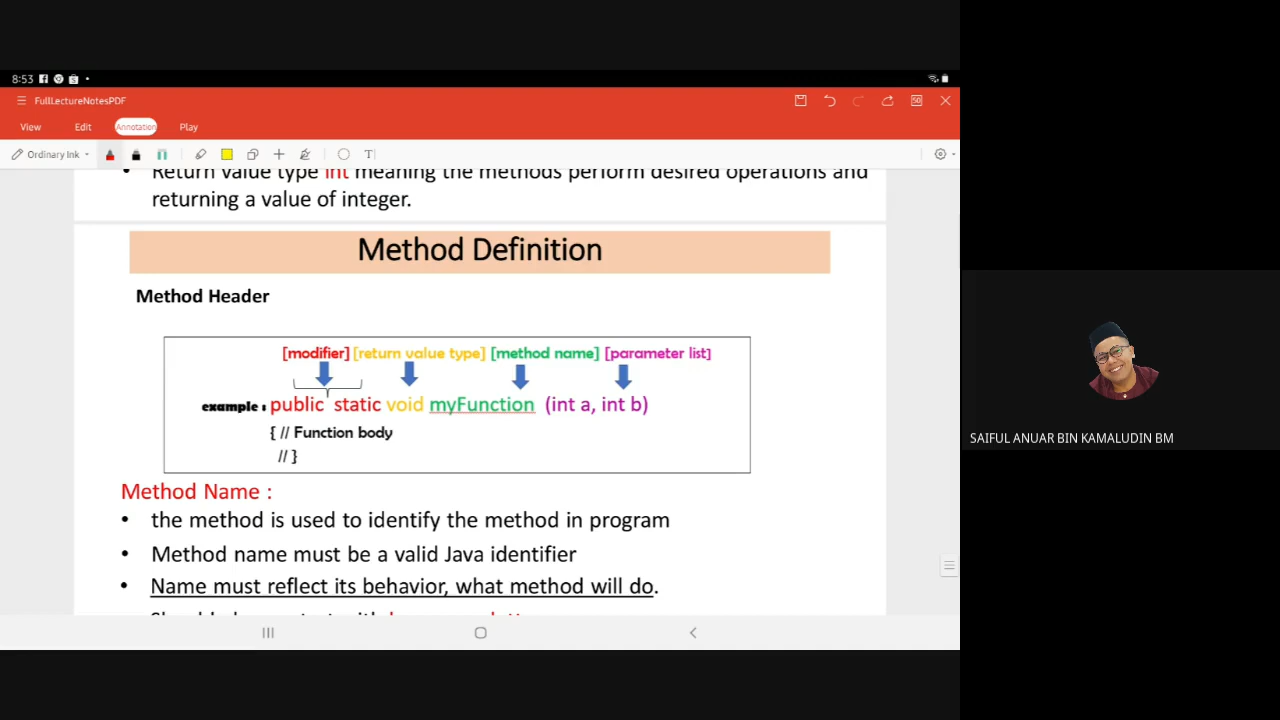 8:53
FullLectureNotesPDF
View Edit Annotation Play
Ordinary Ink
Return value type int meaning the methods perform desired operations and
returning a value of integer.
Method Definition
Method Header
[modifier] [return value type] [method name] [parameter list]
example : public static void myFunction (int a, int b)
{ // Function body
// }
Method Name :
• the method is used to identify the method in program
• Method name must be a valid Java identifier
• Name must reflect its behavior, what method will do.
SAIFUL ANUAR BIN KAMALUDIN BM